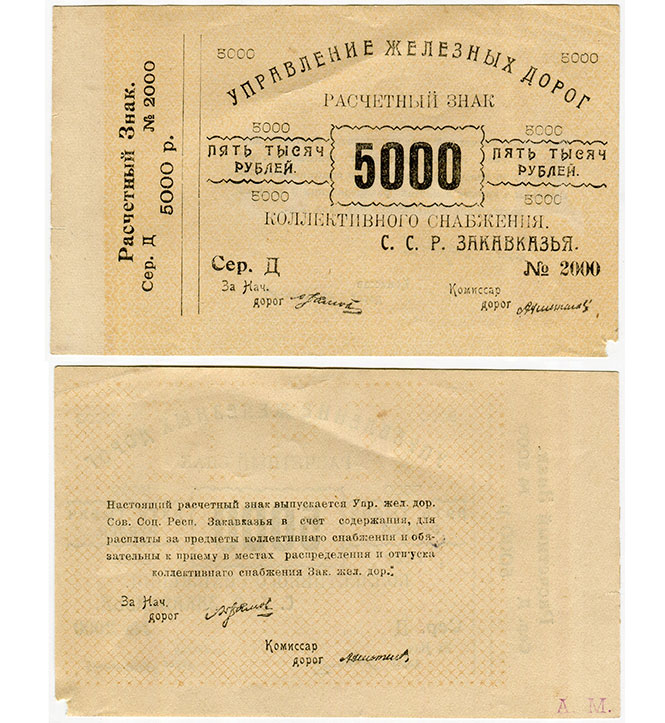 Расчетный Знак.
Сер. Д № 2000
5000 р.
5000 5000
УПРАВЛЕНИЕ ЖЕЛЕЗНЫХ ДОРОГ
РАСЧЕТНЫЙ ЗНАК
5000 5000
ПЯТЬ ТЫСЯЧ 5000 ПЯТЬ ТЫСЯЧ
РУБЛЕЙ. РУБЛЕЙ.
5000 5000
КОЛЛЕКТИВНОГО СНАБЖЕНИЯ.
С. С. Р. ЗАКАВКАЗЬЯ.
Сер. Д № 2000
За Нач. Комиссар
дорог дорог
Настоящий расчетный знак выпускается Упр. жел. дор.
Сов. Соц. Респ. Закавказья в счет содержания, для
расплаты за предметы коллективнаго снабжения и обя-
зательны к приему в местах распределения и отпуска
коллективнаго снабжения Зак. жел. дор.
За Нач.
дорог
Комиссар
дорог
А. М.